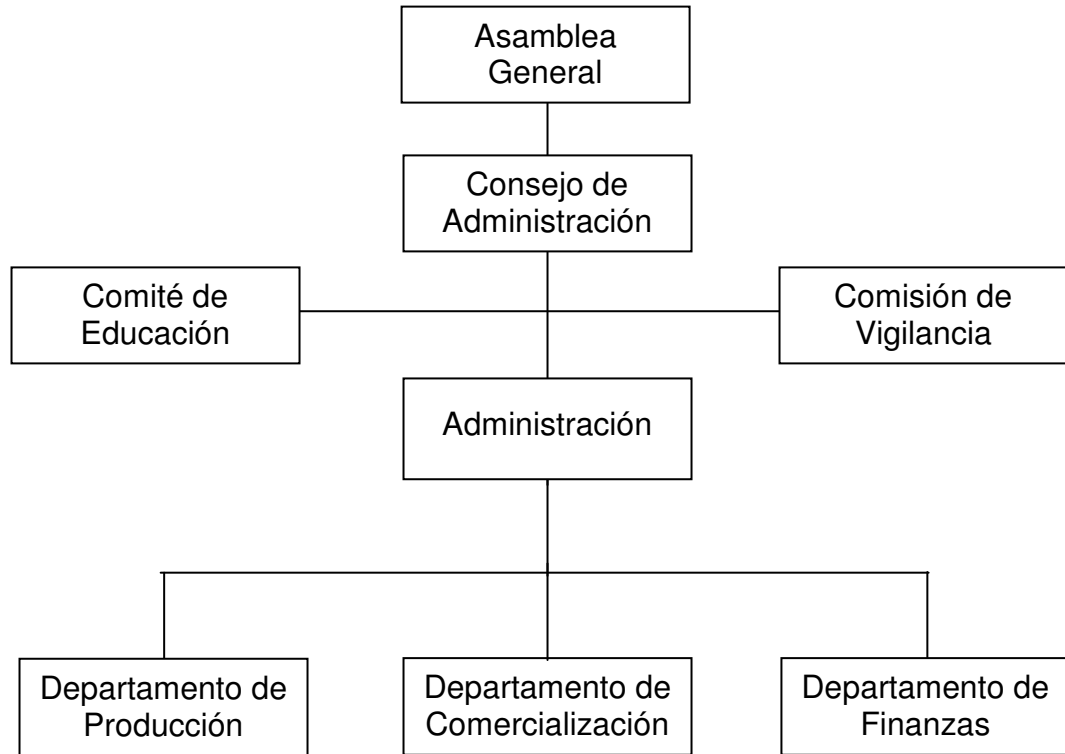 Asamblea
General
Consejo de
Administración
Comité de
Educación
Comisión de
Vigilancia
Administración
Departamento de
Producción
Departamento de
Comercialización
Departamento de
Finanzas